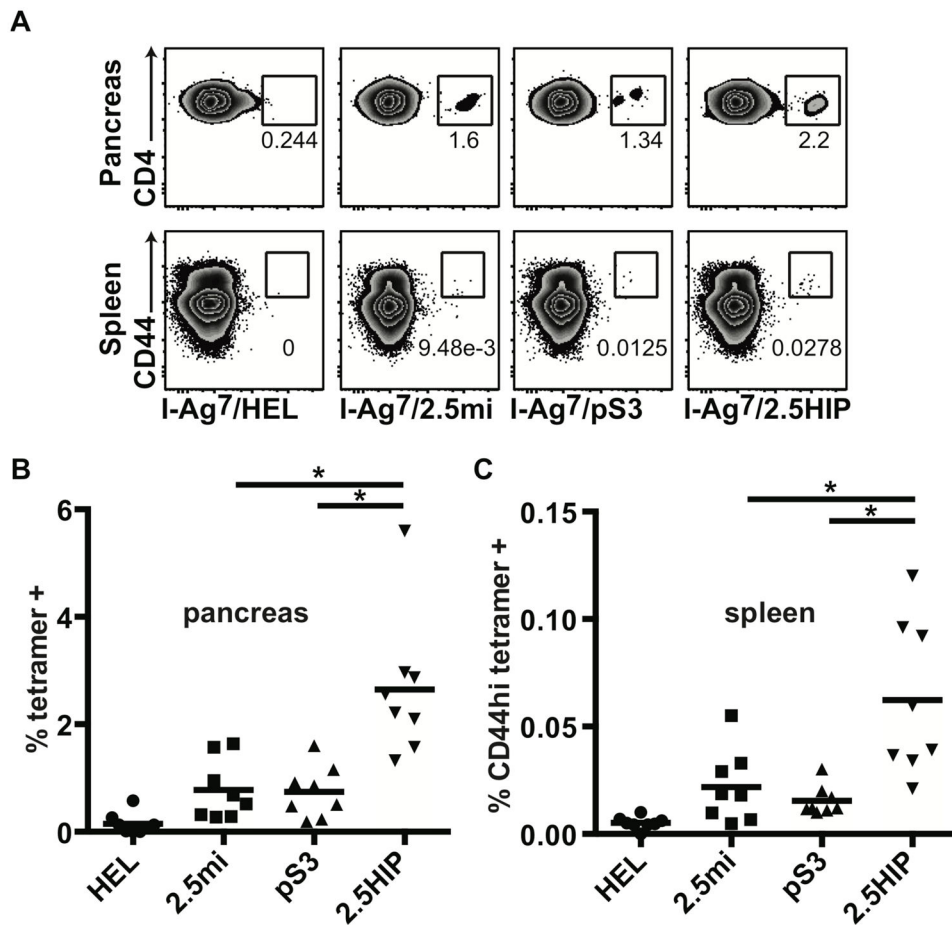 A
Pancreas
CD4
0.244
1.6
1.34
2.2
Spleen
CD44
0
9.48e-3
0.0125
0.0278
I-Ag7/HEL
I-Ag7/2.5mi
I-Ag7/pS3
I-Ag7/2.5HIP
B
% tetramer +
6
4
2
0
pancreas
*
*
HEL
2.5mi
pS3
2.5HIP
C
% CD44hi tetramer +
0.15
0.10
0.05
0.00
spleen
*
*
HEL
2.5mi
pS3
2.5HIP